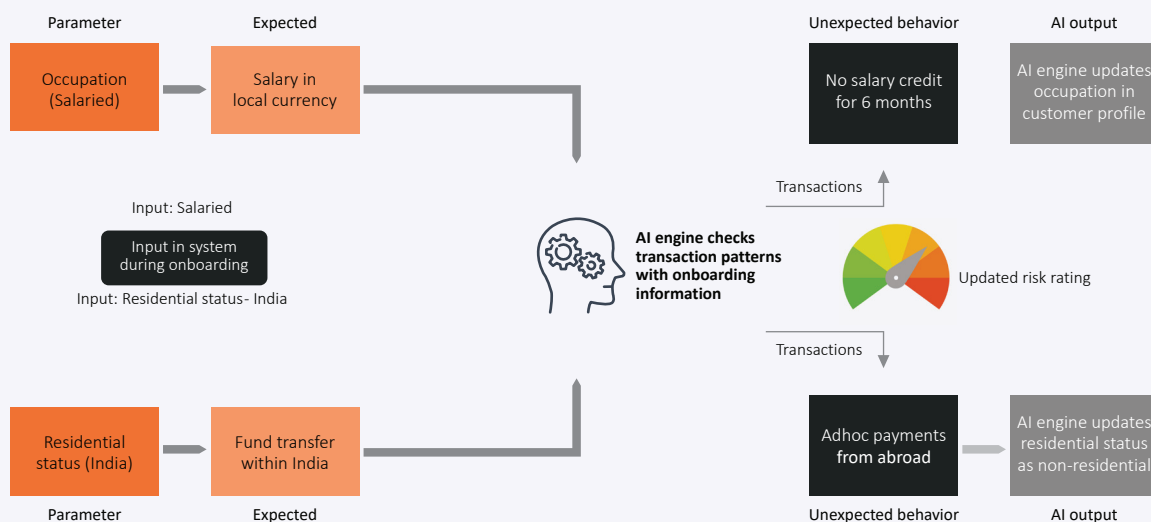 Parameter
Expected
Unexpected behavior
AI output
Occupation
(Salaried)
Salary in
local currency
No salary credit
for 6 months
AI engine updates
occupation in
customer profile
Input: Salaried
Input in system
during onboarding
Input: Residential status- India
AI engine checks
transaction patterns
with onboarding
information
Transactions
Updated risk rating
Transactions
Residential
status (India)
Fund transfer
within India
Adhoc payments
from abroad
AI engine updates
residential status
as non-residential
Parameter
Expected
Unexpected behavior
AI output